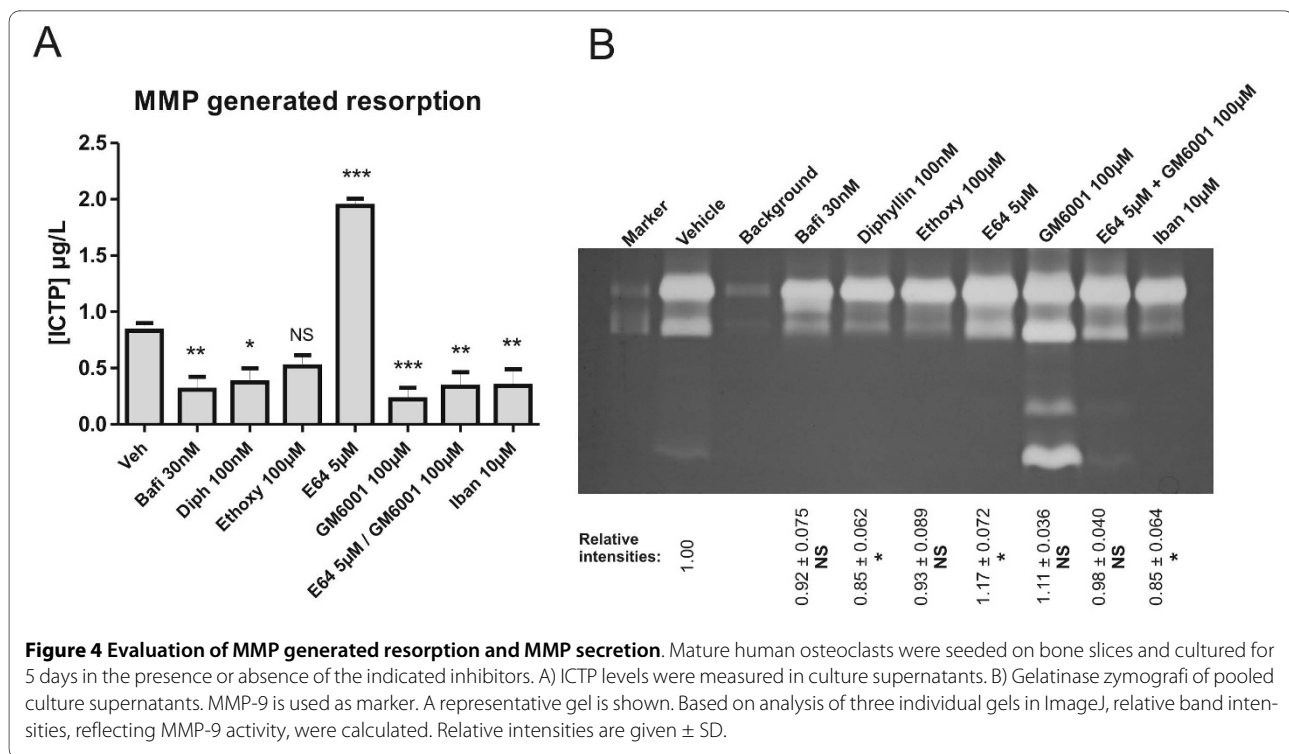 A
MMP generated resorption
[ICTP] µg/L
2.5
2.0
1.5
1.0
0.5
0.0
**
*
NS
***
***
**
**
Veh
Bafi 30nM
Diph 100nM
Ethoxy 100µM
E64 5µM
GM6001 100µM
E64 5µM / GM6001 100µM
Iban 10µM
B
Marker
Vehicle
Background
Bafi 30nM
Diphyllin 100nM
Ethoxy 100µM
E64 5µM
GM6001 100µM
E64 5µM + GM6001 100µM
Iban 10µM
Relative
intensities:
1.00
0.92 ± 0.075
NS
0.85 ± 0.062
*
0.93 ± 0.089
NS
1.17 ± 0.072
*
1.11 ± 0.036
NS
0.98 ± 0.040
NS
0.85 ± 0.064
*
Figure 4 Evaluation of MMP generated resorption and MMP secretion. Mature human osteoclasts were seeded on bone slices and cultured for
5 days in the presence or absence of the indicated inhibitors. A) ICTP levels were measured in culture supernatants. B) Gelatinase zymografi of pooled
culture supernatants. MMP-9 is used as marker. A representative gel is shown. Based on analysis of three individual gels in ImageJ, relative band inten-
sities, reflecting MMP-9 activity, were calculated. Relative intensities are given ± SD.